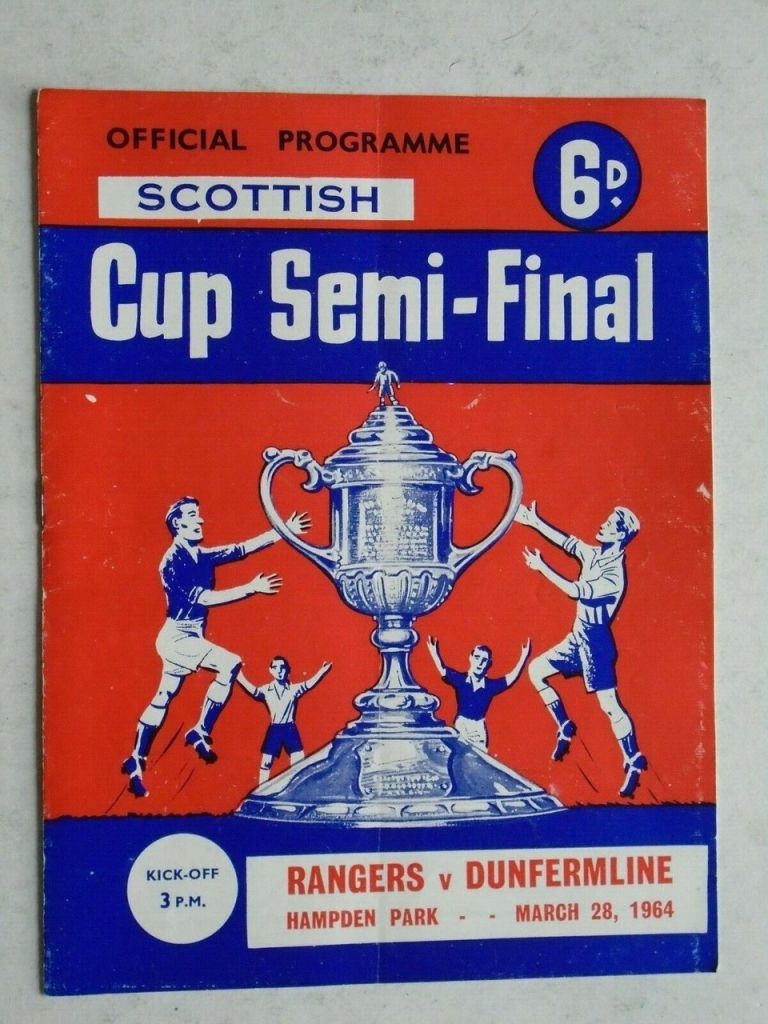 OFFICIAL PROGRAMME
6D.
SCOTTISH
Cup Semi-Final
KICK-OFF
3 P.M.
RANGERS v DUNFERMLINE
HAMPDEN PARK - - MARCH 28, 1964